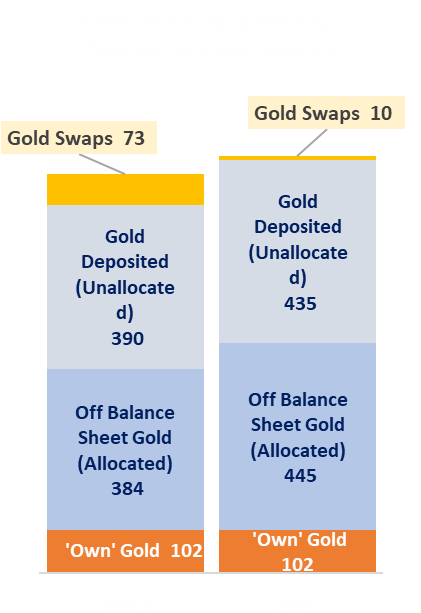 Gold Swaps 73
Gold
Deposited
(Unallocate
d)
390
Off Balance
Sheet Gold
(Allocated)
384
'Own' Gold 102
Gold Swaps 10
Gold
Deposited
(Unallocate
d)
435
Off Balance
Sheet Gold
(Allocated)
445
'Own' Gold
102